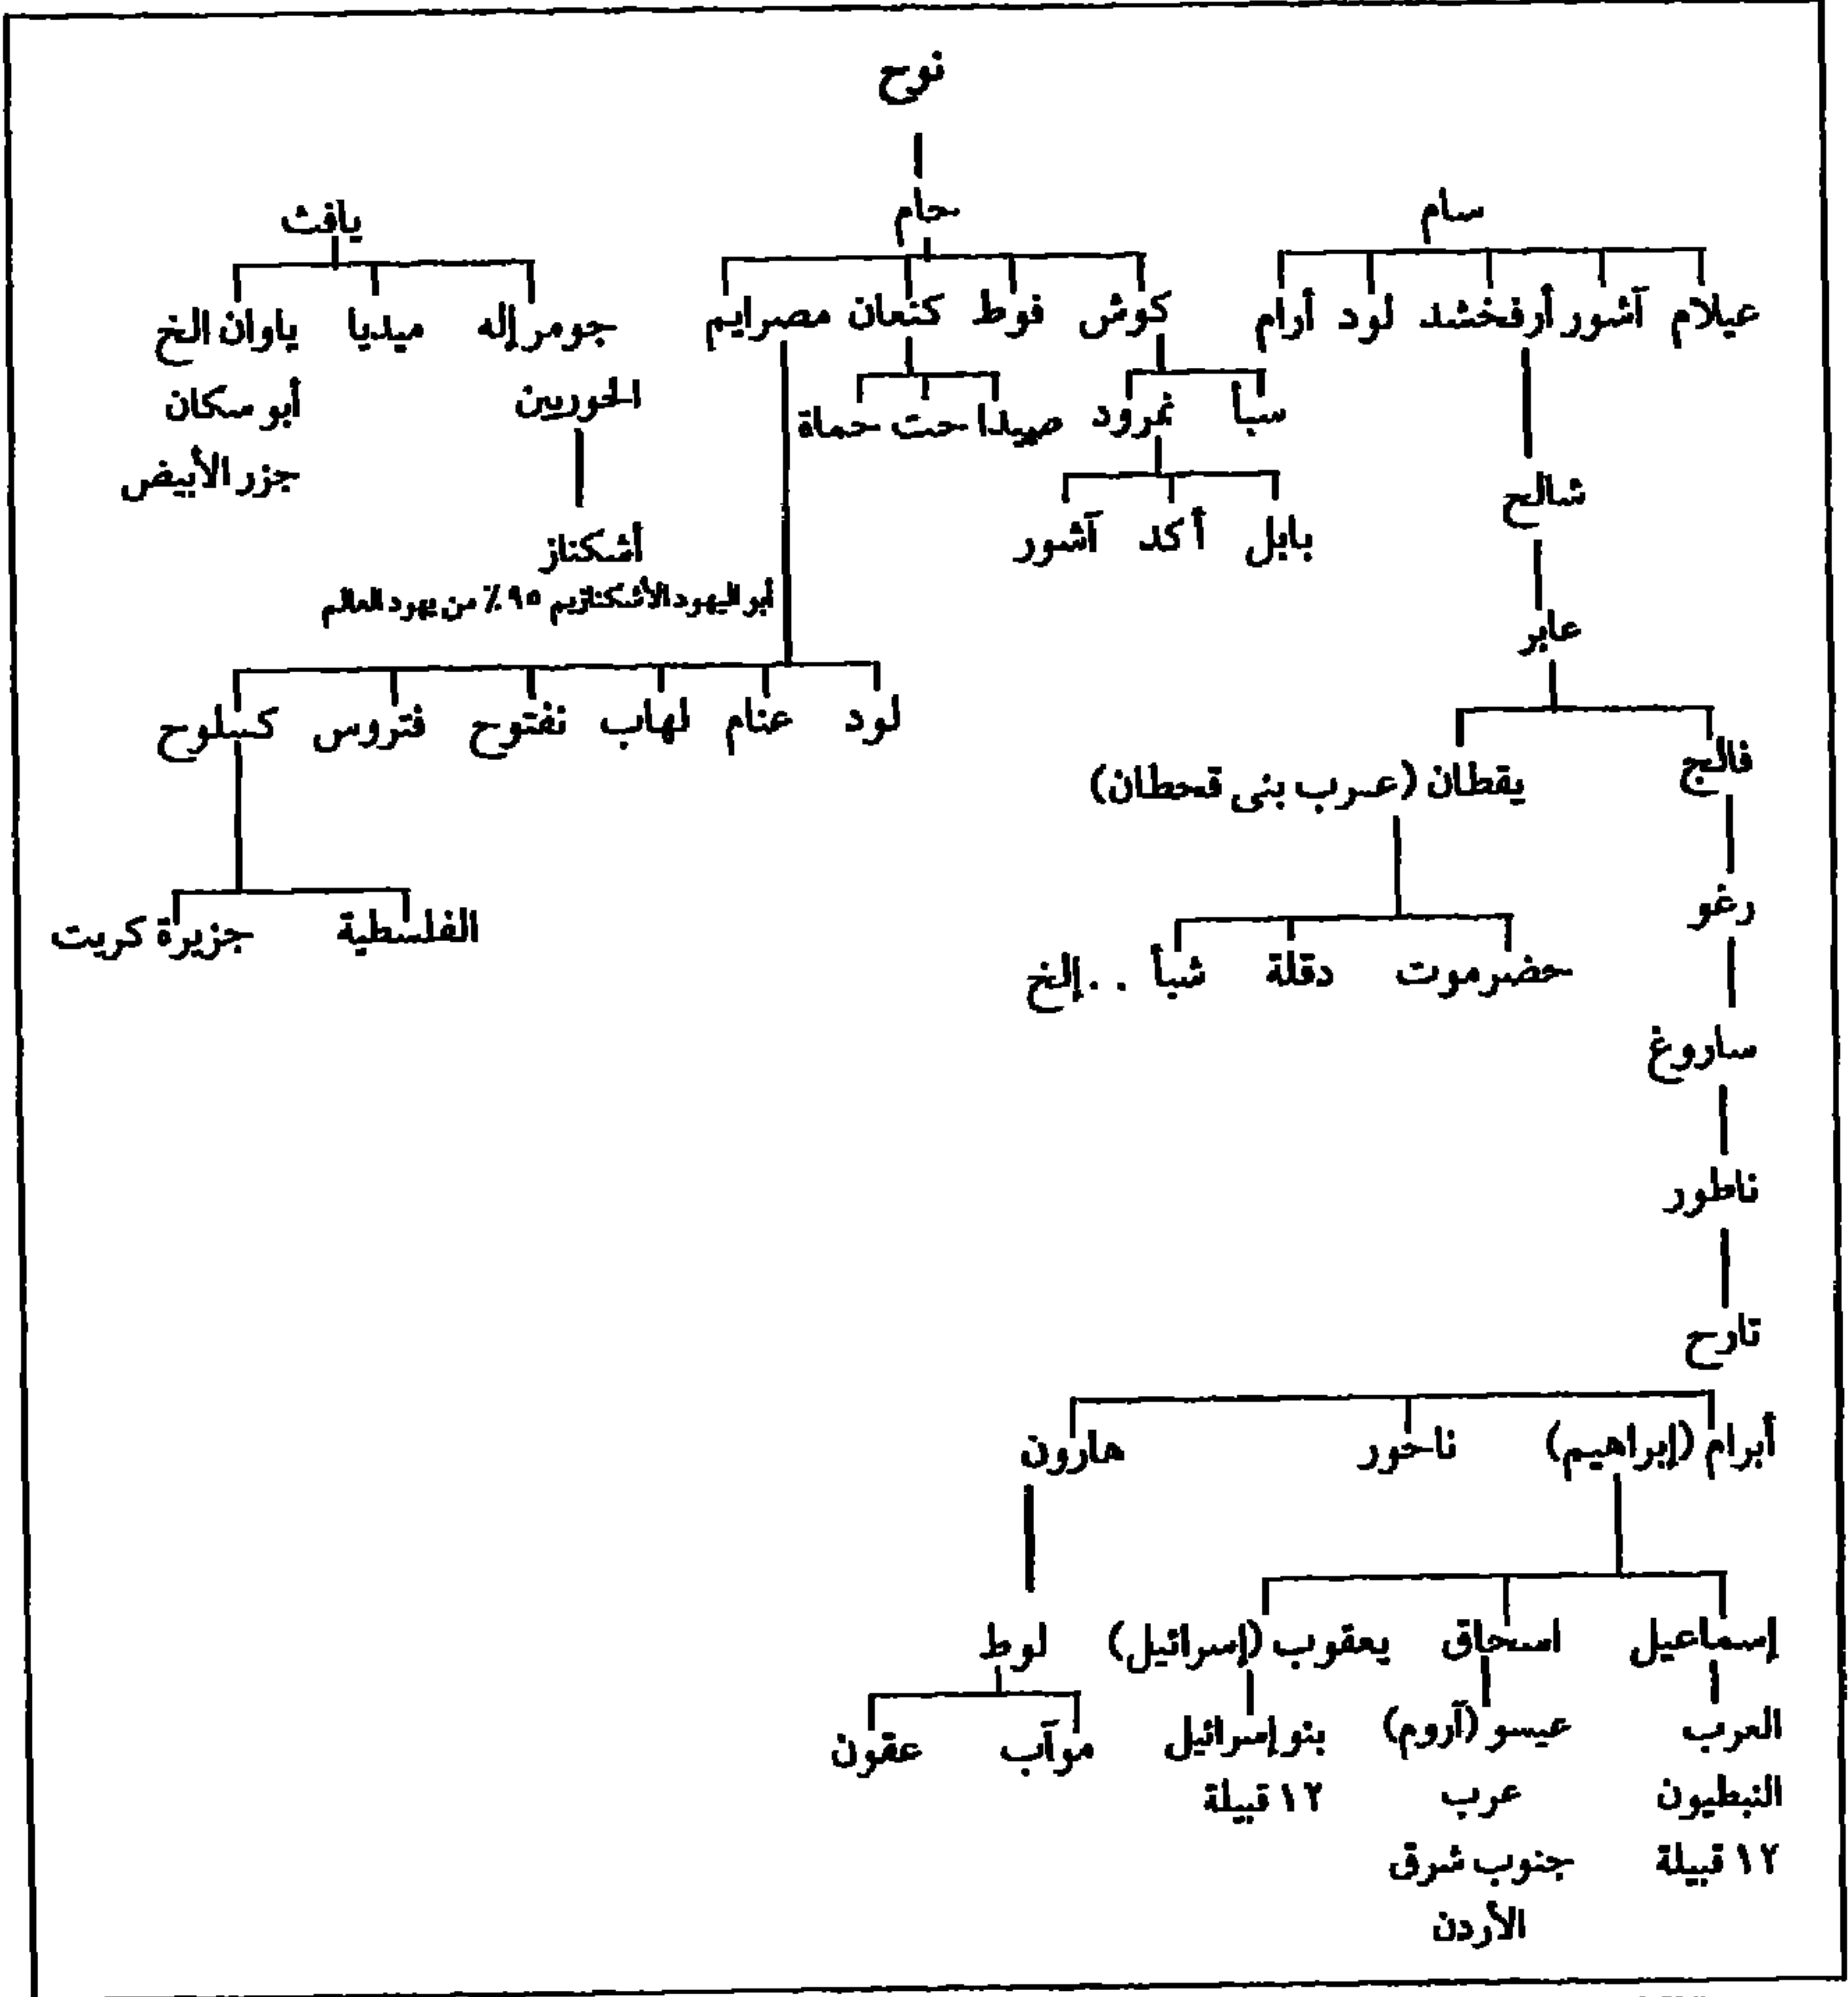 نوح
سام حام يافث
عيلام آشور أرفخشد لود أرام كوش فوط كنعان مصرايم جومر إله ميديا ياوان الخ
سبأ نمرود صيدا حت حماة الحوريين أبو سكان
شالح جزر الأبيض
بابل أكد آشور أشكناز
أبو اليهود الأشكنازيم ٩٥٪ من يهود العالم
عابر
لود عنام لهاب نفتوح فتروس كسلوح
فالج يقطان (عرب بنى قحطان)
رغو الفلسطية جزيرة كريت
حضرموت دقلة شبأ . . إلخ
ساروغ
ناطور
تارح
أبرام (إبراهيم) ناحور هارون
إسماعيل اسحاق يعقوب (إسرائيل) لوط
العرب عيسو (آروم) بنو إسرائيل موآب عقون
النبطيون عرب ١٢ قبيلة
١٢ قبيلة جنوب شرق
الأردن